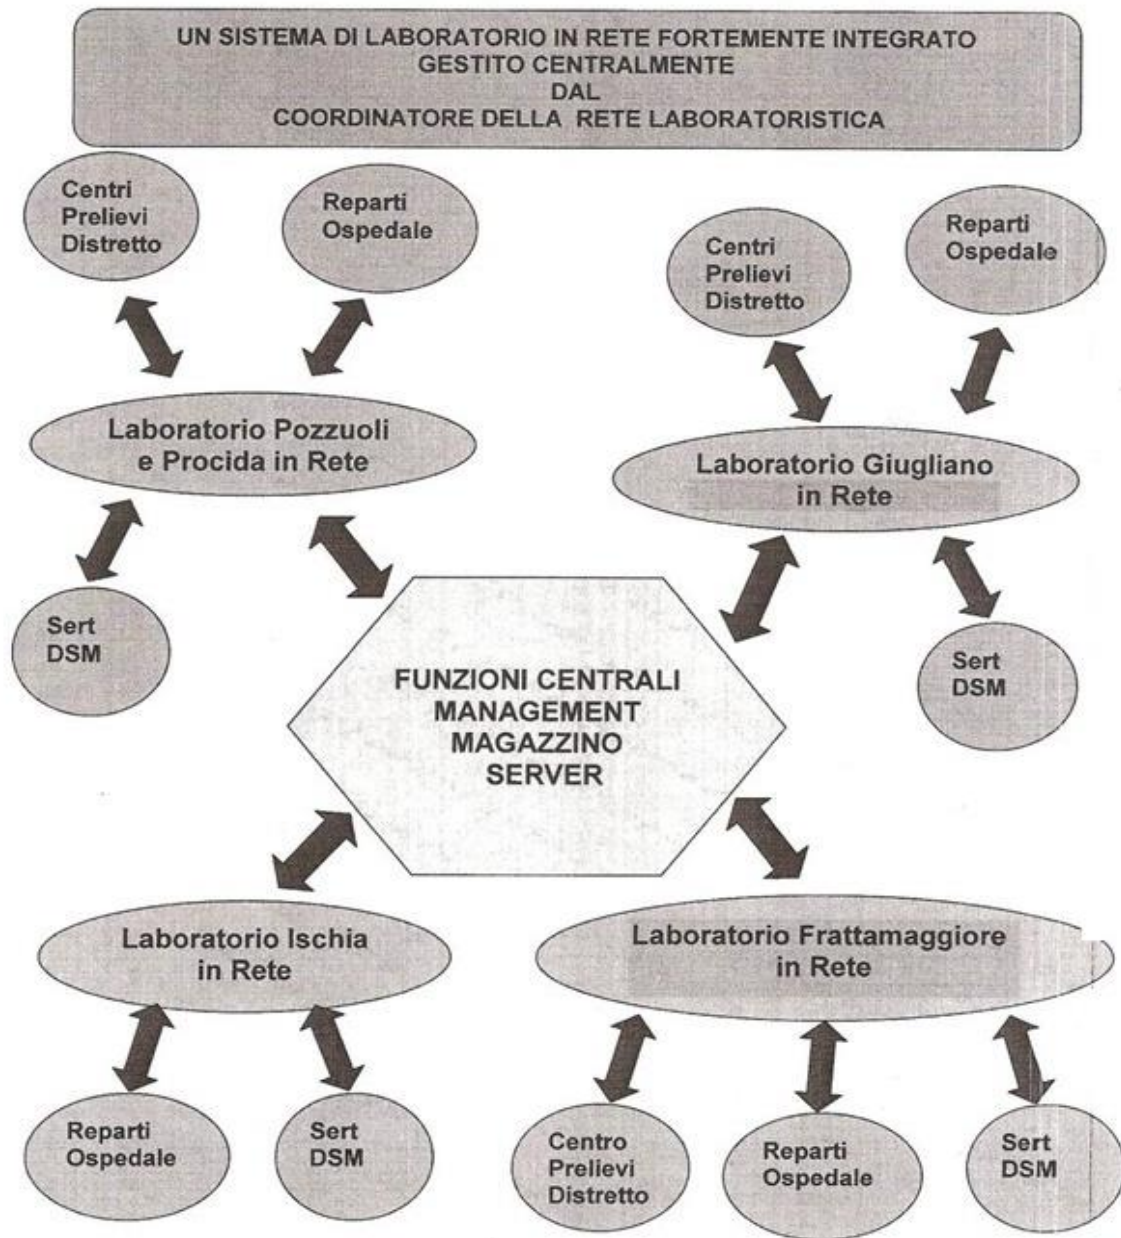 UN SISTEMA DI LABORATORIO IN RETE FORTEMENTE INTEGRATO
GESTITO CENTRALMENTE
DAL
COORDINATORE DELLA RETE LABORATORISTICA
Centri
Prelievi
Distretto
Reparti
Ospedale
Centri
Prelievi
Distretto
Reparti
Ospedale
Laboratorio Pozzuoli
e Procida in Rete
Laboratorio Giugliano
in Rete
Sert
DSM
Sert
DSM
FUNZIONI CENTRALI
MANAGEMENT
MAGAZZINO
SERVER
Laboratorio Ischia
in Rete
Laboratorio Frattamaggiore
in Rete
Reparti
Ospedale
Sert
DSM
Centro
Prelievi
Distretto
Reparti
Ospedale
Sert
DSM